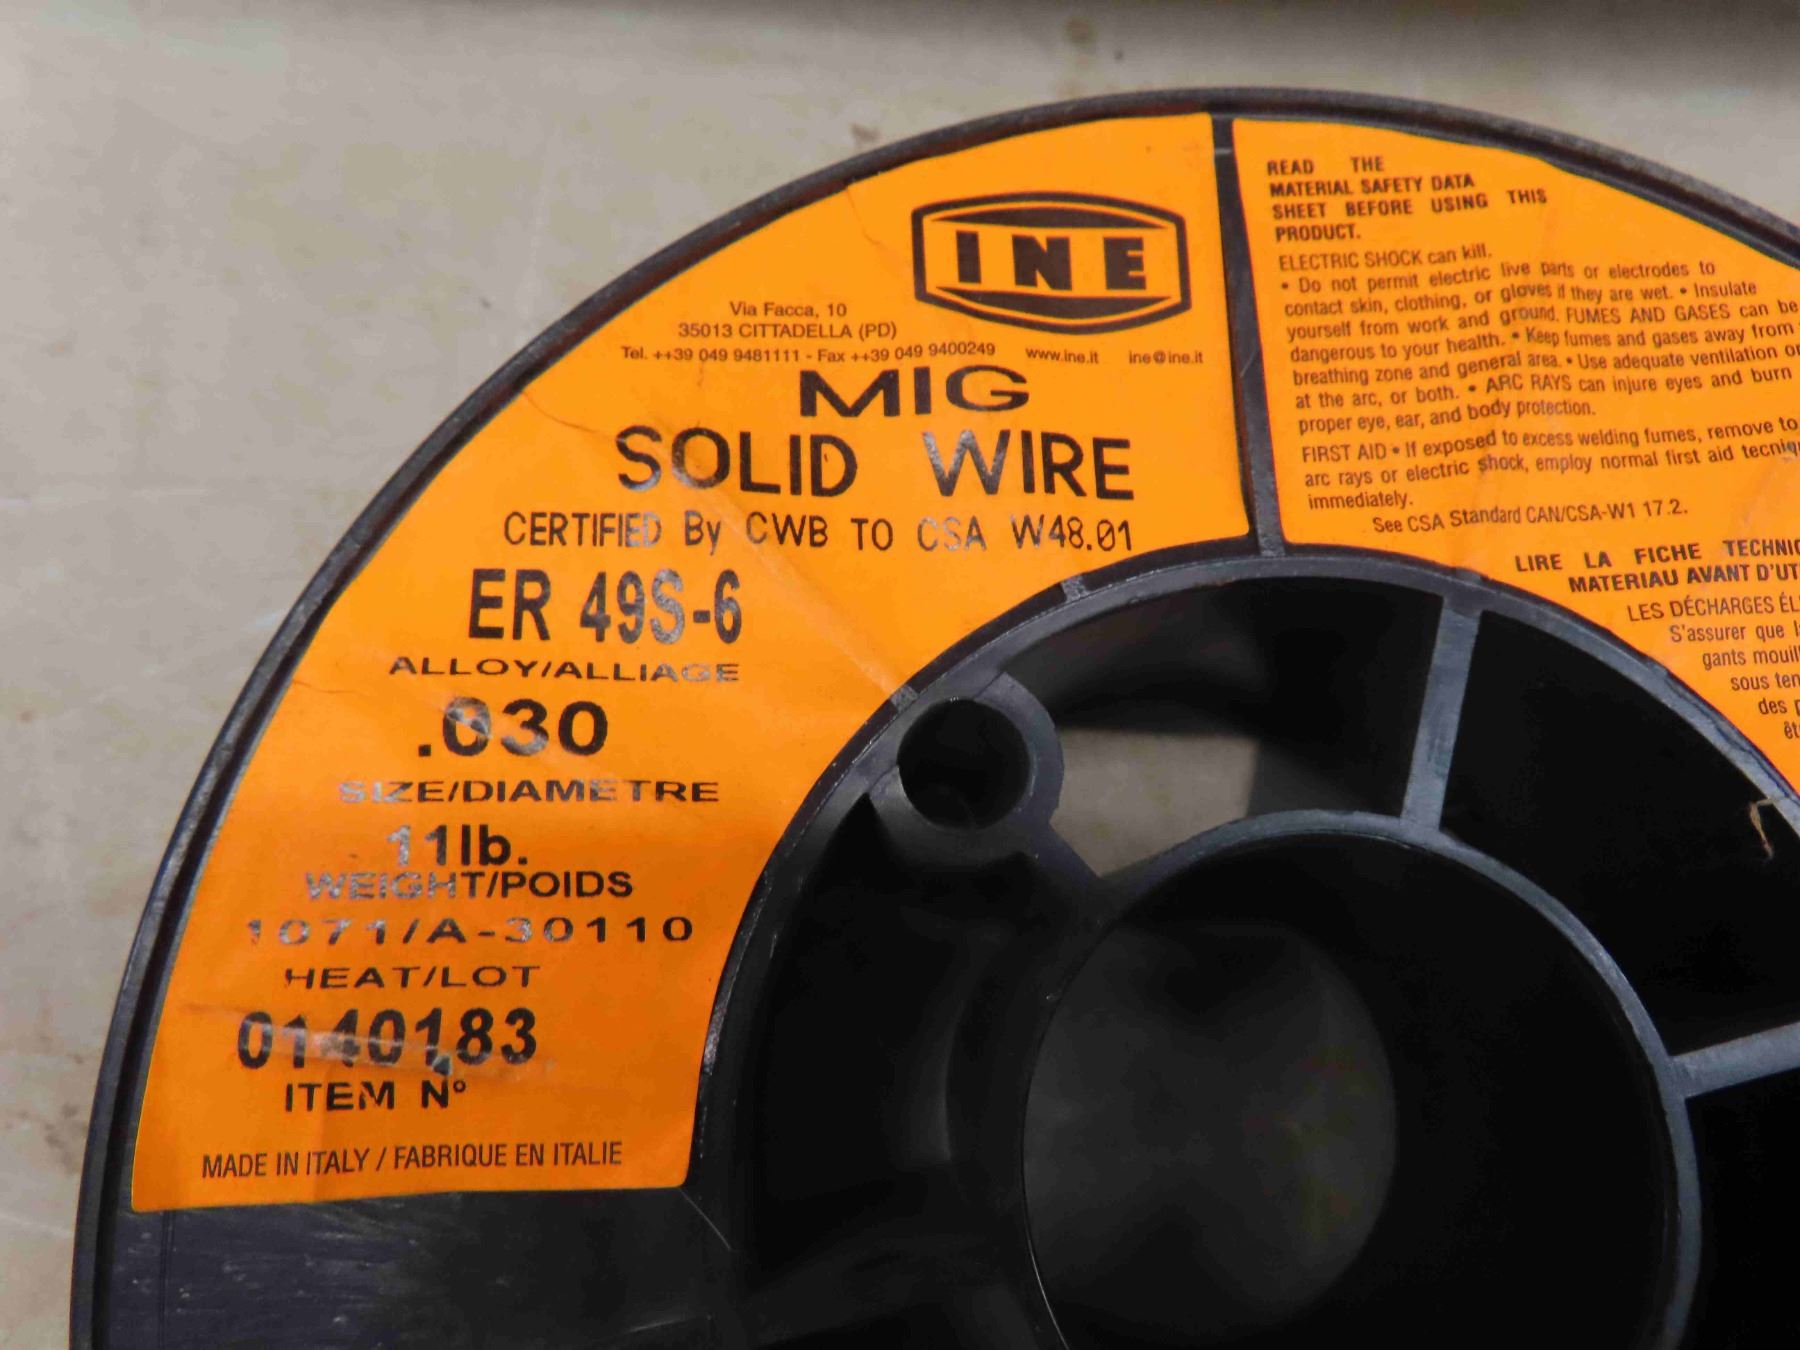 INE
Via Facca, 10
35013 CITTADELLA (PD)
Tel. ++39 049 9481111 - Fax ++39 049 9400249 www.ine.it ine@ine.it
MIG
SOLID WIRE
CERTIFIED By CWB TO CSA W48.01
ER 49S-6
ALLOY/ALLIAGE
.030
SIZE/DIAMETRE
11lb.
WEIGHT/POIDS
1071/A-30110
HEAT/LOT
0140183
ITEM N°
MADE IN ITALY / FABRIQUE EN ITALIE
READ THE
MATERIAL SAFETY DATA
SHEET BEFORE USING THIS
PRODUCT.
ELECTRIC SHOCK can kill.
• Do not permit electric live parts or electrodes to
contact skin, clothing, or gloves if they are wet. • Insulate
yourself from work and ground. FUMES AND GASES can be
dangerous to your health. • Keep fumes and gases away from
breathing zone and general area. • Use adequate ventilation or
at the arc, or both. • ARC RAYS can injure eyes and burn
proper eye, ear, and body protection.
FIRST AID • If exposed to excess welding fumes, remove to
arc rays or electric shock, employ normal first aid
immediately.
See CSA Standard CAN/CSA-W1 17.2.
LIRE LA FICHE
MATERIAU AVANT
LES DÉCHARGES
S'assurer que
gants
sous
des